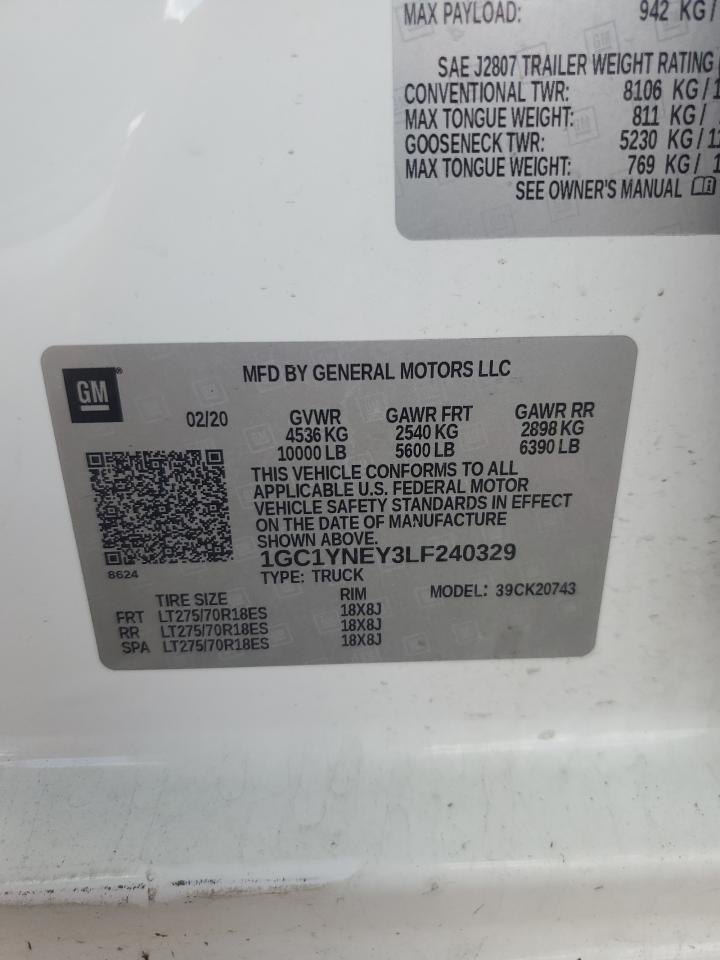 MAX PAYLOAD: 942 KG/
SAE J2807 TRAILER WEIGHT RATING
CONVENTIONAL TWR: 8106 KG/1
MAX TONGUE WEIGHT: 811 KG/
GOOSENECK TWR: 5230 KG/11
MAX TONGUE WEIGHT: 769 KG/ 1
SEE OWNER'S MANUAL
GM
MFD BY GENERAL MOTORS LLC
02/20 GVWR GAWR FRT GAWR RR
4536 KG 2540 KG 2898 KG
10000 LB 5600 LB 6390 LB
THIS VEHICLE CONFORMS TO ALL
APPLICABLE U.S. FEDERAL MOTOR
VEHICLE SAFETY STANDARDS IN EFFECT
ON THE DATE OF MANUFACTURE
SHOWN ABOVE.
1GC1YNEY3LF240329
8624
TYPE: TRUCK MODEL: 39CK20743
TIRE SIZE RIM
FRT LT275/70R18ES 18X8J
RR LT275/70R18ES 18X8J
SPA LT275/70R18ES 18X8J